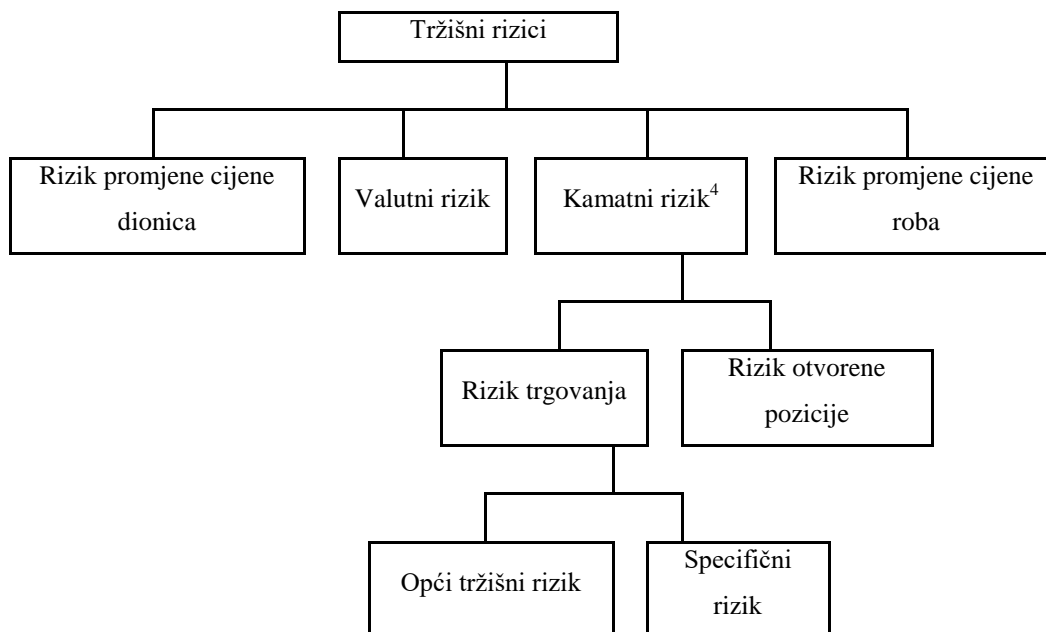 Tržišni rizici
Rizik promjene cijene
dionica
Valutni rizik
Kamatni rizik⁴
Rizik promjene cijene
roba
Rizik trgovanja
Rizik otvorene
pozicije
Opći tržišni rizik
Specifični
rizik